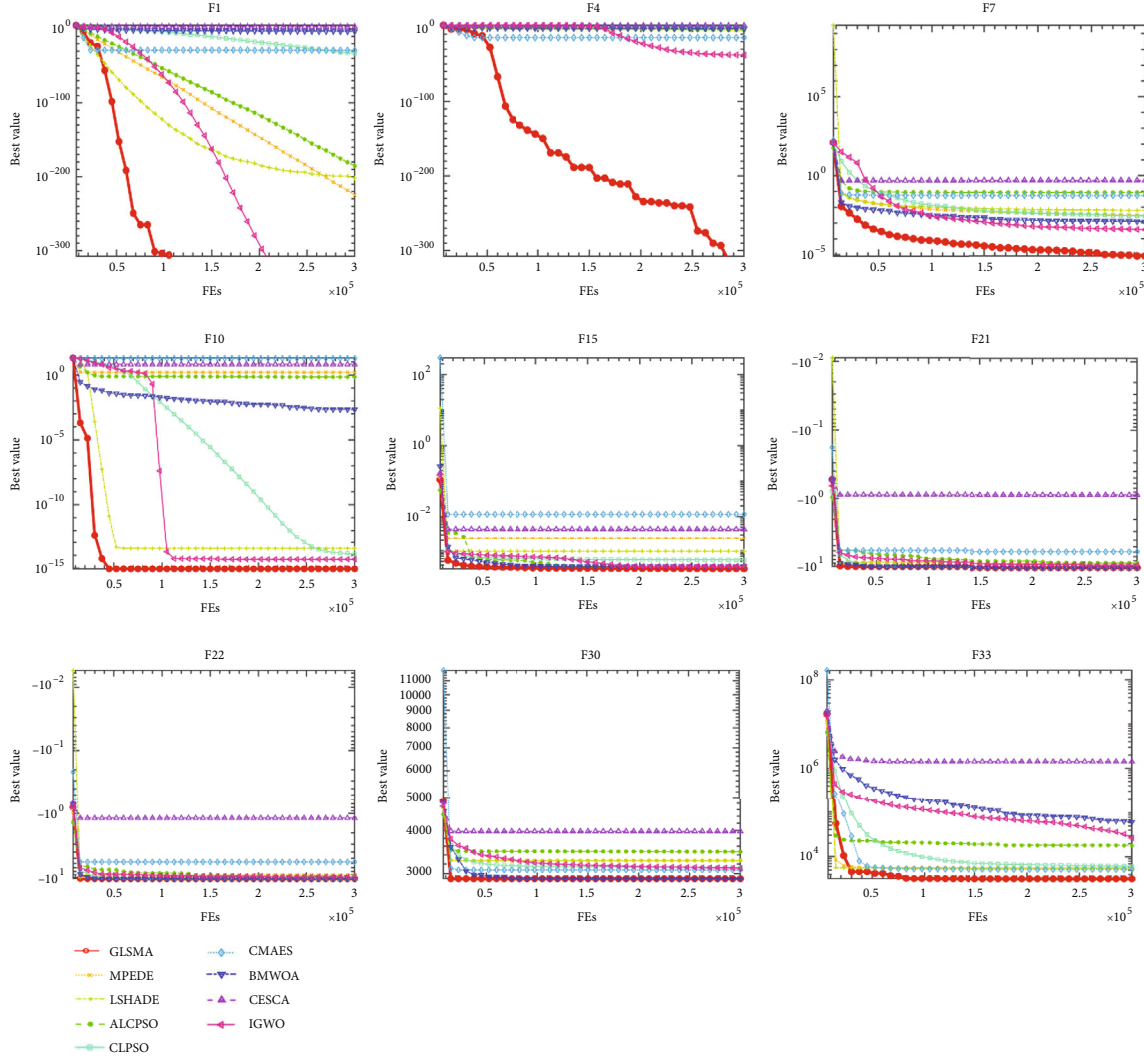 F1
Best value
10^0
10^-100
10^-200
10^-300
0.5
1
1.5
2
2.5
3
FEs
×10^5
F4
Best value
10^0
10^-100
10^-200
10^-300
0.5
1
1.5
2
2.5
3
FEs
×10^5
F7
Best value
10^5
10^0
10^-5
0.5
1
1.5
2
2.5
3
FEs
×10^5
F10
Best value
10^0
10^-5
10^-10
10^-15
0.5
1
1.5
2
2.5
3
FEs
×10^5
F15
Best value
10^2
10^0
10^-2
0.5
1
1.5
2
2.5
3
FEs
×10^5
F21
Best value
-10^-2
-10^-1
-10^0
-10^1
0.5
1
1.5
2
2.5
3
FEs
×10^5
F22
Best value
-10^-2
-10^-1
-10^0
-10^1
0.5
1
1.5
2
2.5
3
FEs
×10^5
F30
Best value
11000
10000
9000
8000
7000
6000
5000
4000
3000
0.5
1
1.5
2
2.5
3
FEs
×10^5
F33
Best value
10^8
10^6
10^4
0.5
1
1.5
2
2.5
3
FEs
×10^5
GLSMA
MPEDE
LSHADE
ALCPSO
CLPSO
CMAES
BMWOA
CESCA
IGWO